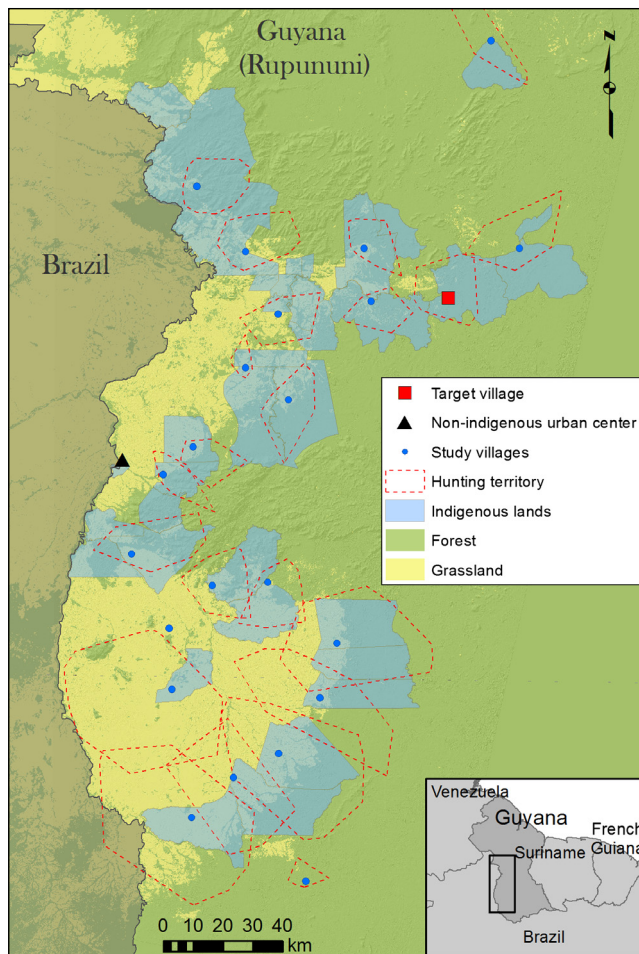 Guyana
(Rupununi)
N
Brazil
Target village
Non-indigenous urban center
Study villages
Hunting territory
Indigenous lands
Forest
Grassland
Venezuela
Guyana
French
Suriname
Guiana
Brazil
0 10 20 30 40
km